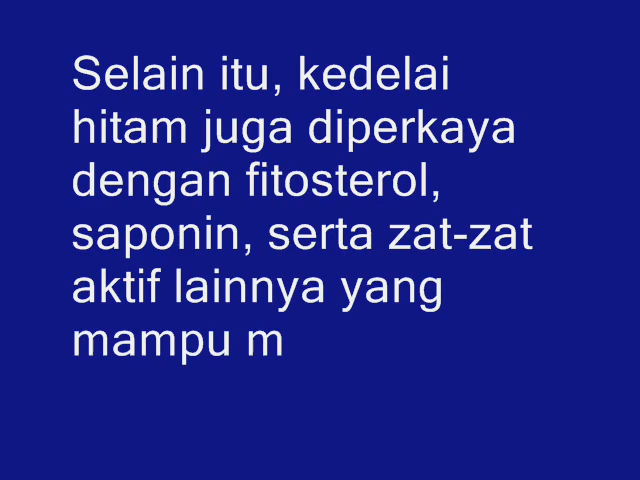 Selain itu, kedelai
hitam juga diperkaya
dengan fitosterol,
saponin, serta zat-zat
aktif lainnya yang
mampu m